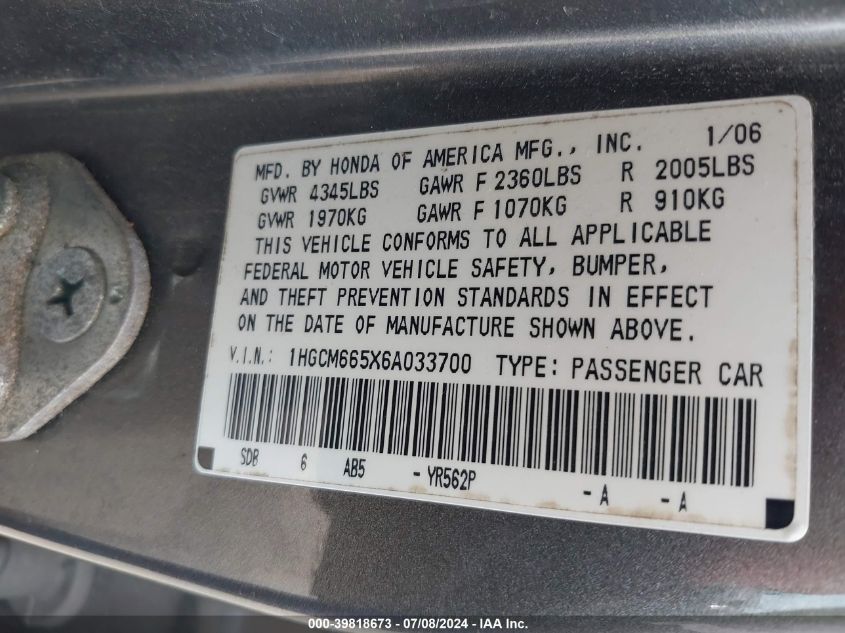 MFD. BY HONDA OF AMERICA MFG., INC. 1/06
GVWR 4345LBS GAWR F 2360LBS R 2005LBS
GVWR 1970KG GAWR F 1070KG R 910KG
THIS VEHICLE CONFORMS TO ALL APPLICABLE
FEDERAL MOTOR VEHICLE SAFETY, BUMPER,
AND THEFT PREVENTION STANDARDS IN EFFECT
ON THE DATE OF MANUFACTURE SHOWN ABOVE.
V.I.N.: 1HGCM665X6A033700 TYPE: PASSENGER CAR
SDB 6 AB5 - YR562P - A - A
000-39818673 - 07/08/2024 - IAA Inc.